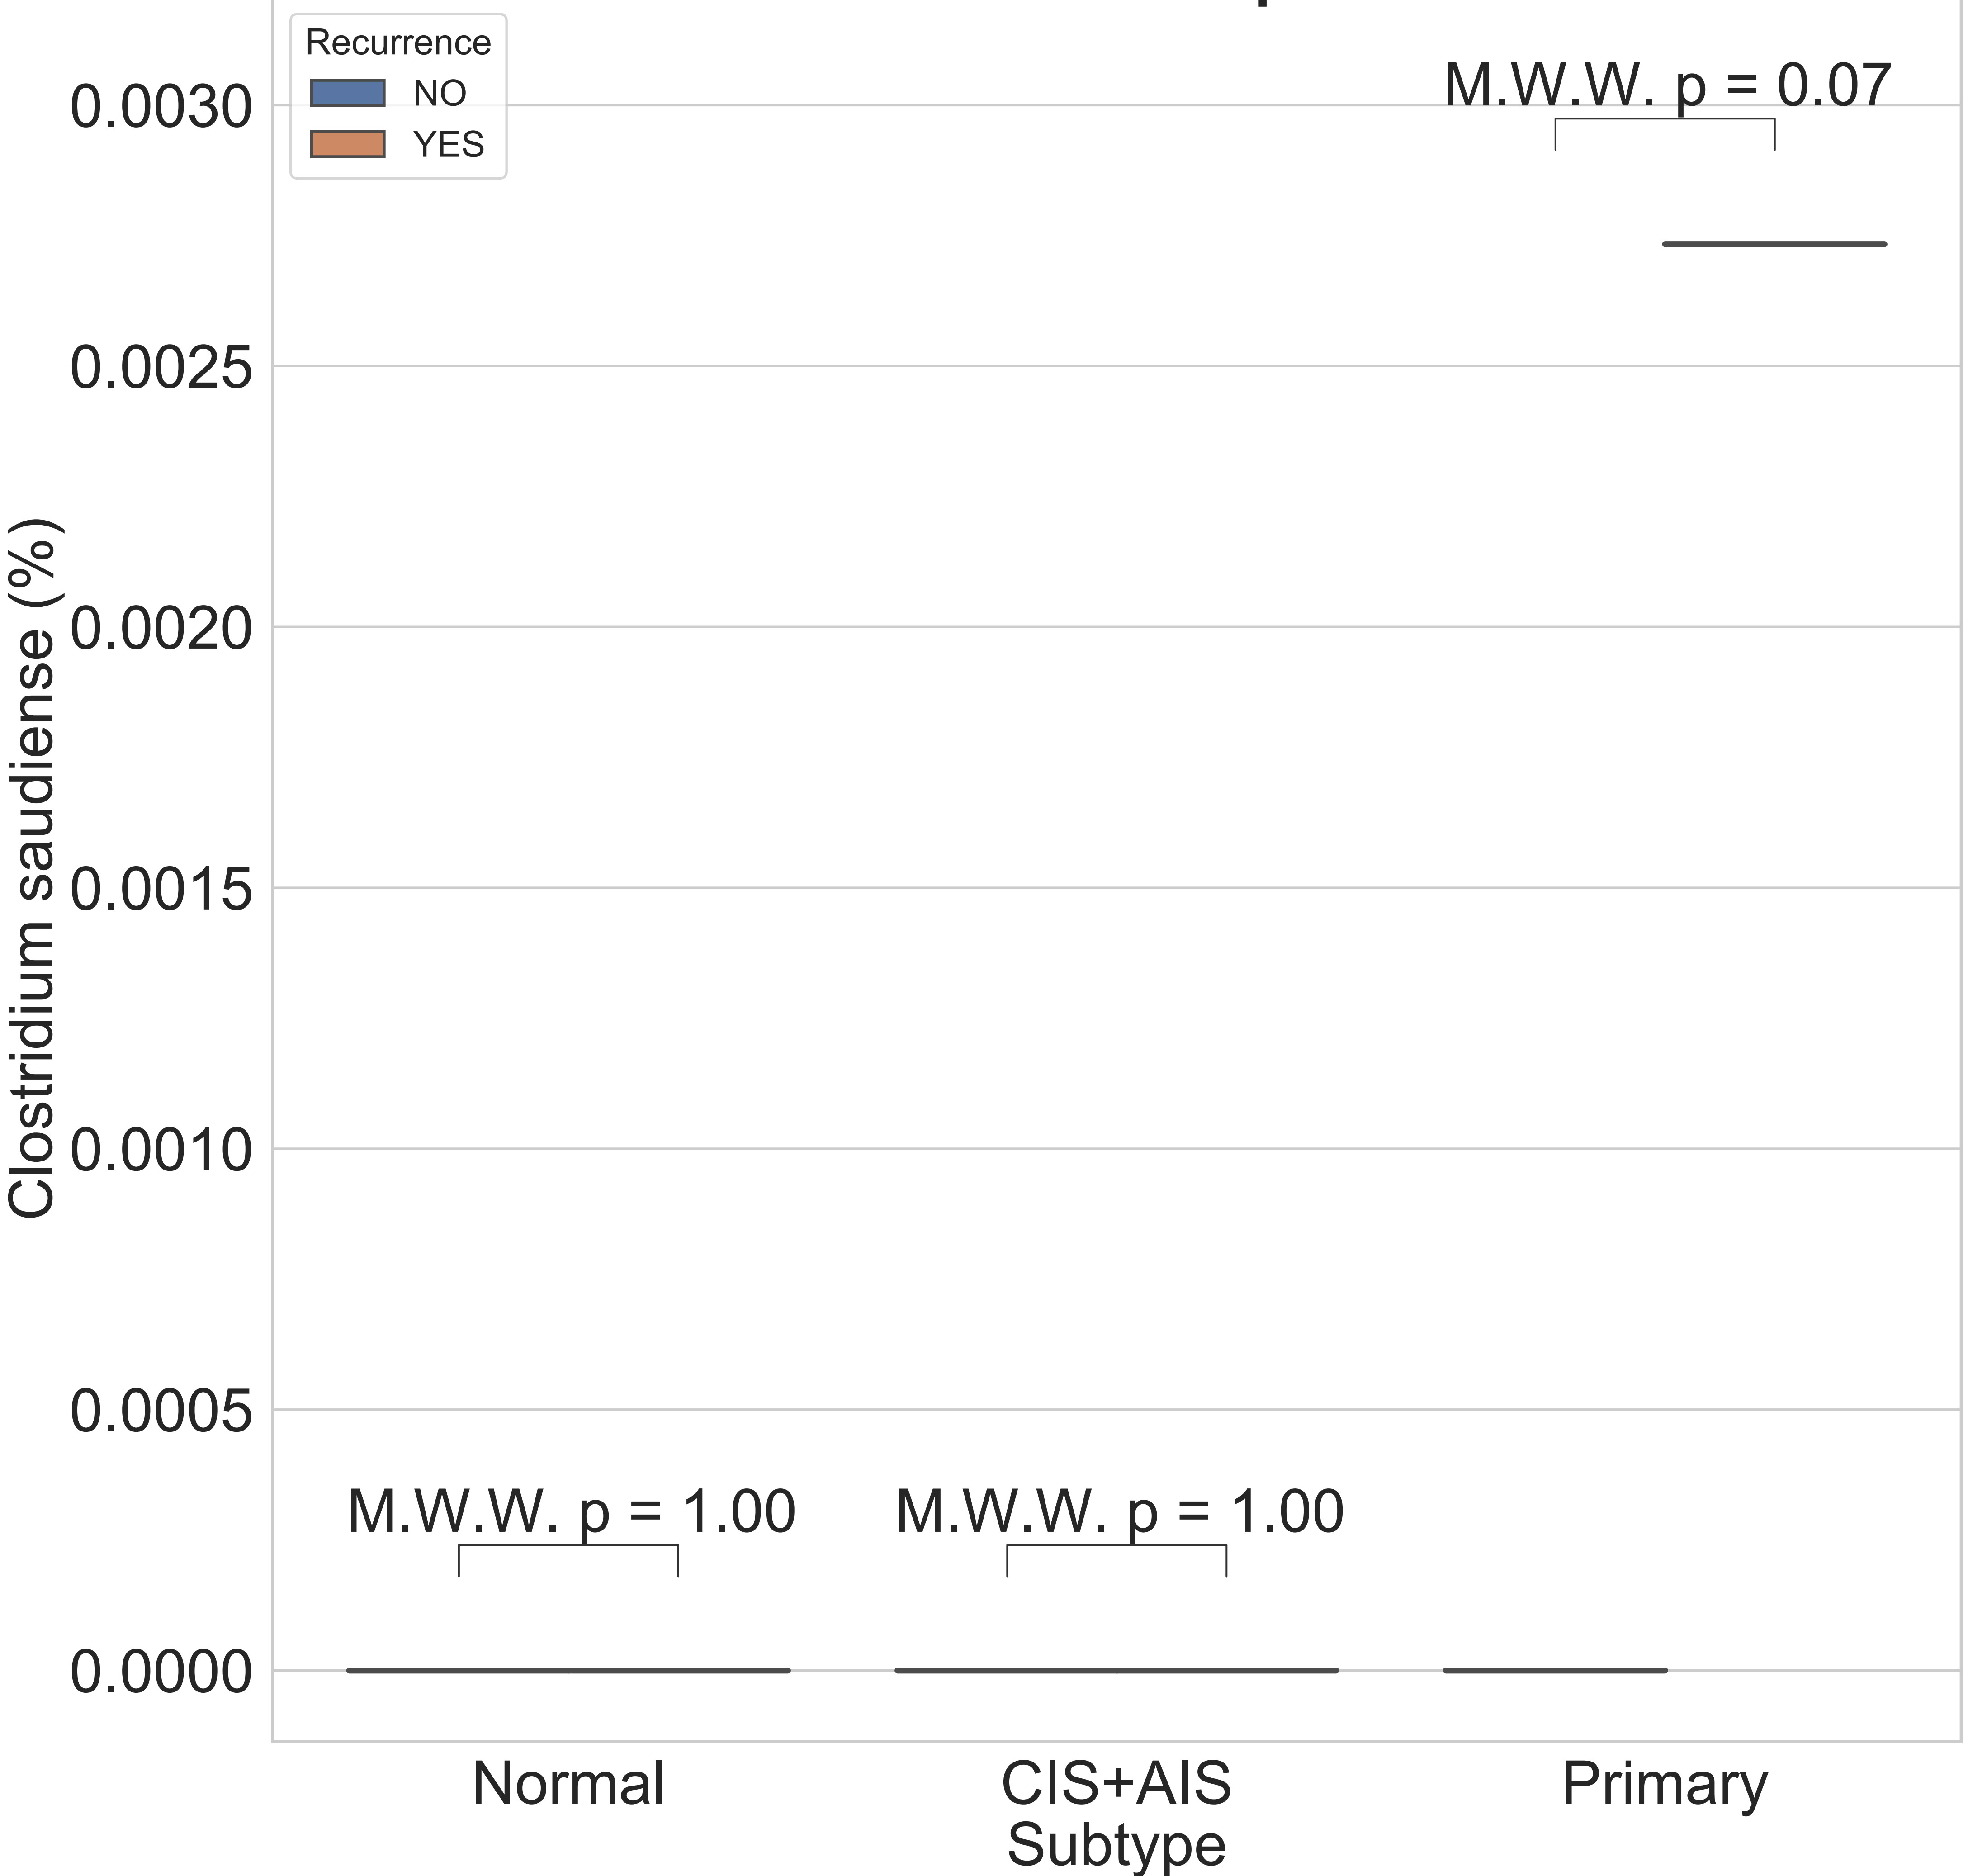 Recurrence
NO
YES
M.W.W. p = 0.07
0.0030
0.0025
0.0020
0.0015
0.0010
0.0005
0.0000
Clostridium saudiense (%)
M.W.W. p = 1.00
M.W.W. p = 1.00
Normal
CIS+AIS
Primary
Subtype